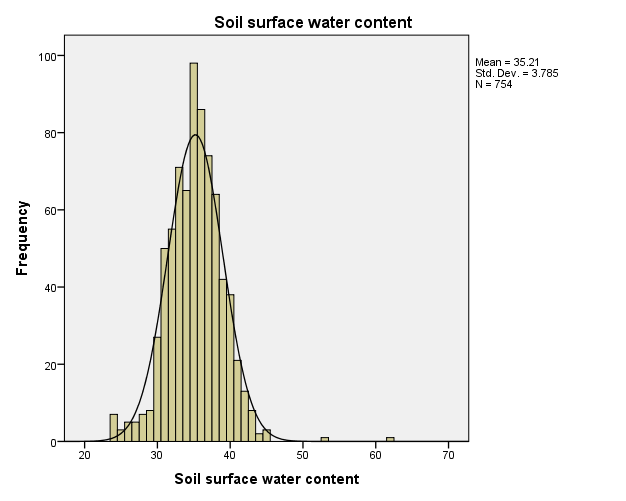 Soil surface water content
Mean = 35.21
Std. Dev. = 3.785
N = 754
100
80
60
40
20
0
Frequency
20 30 40 50 60 70
Soil surface water content